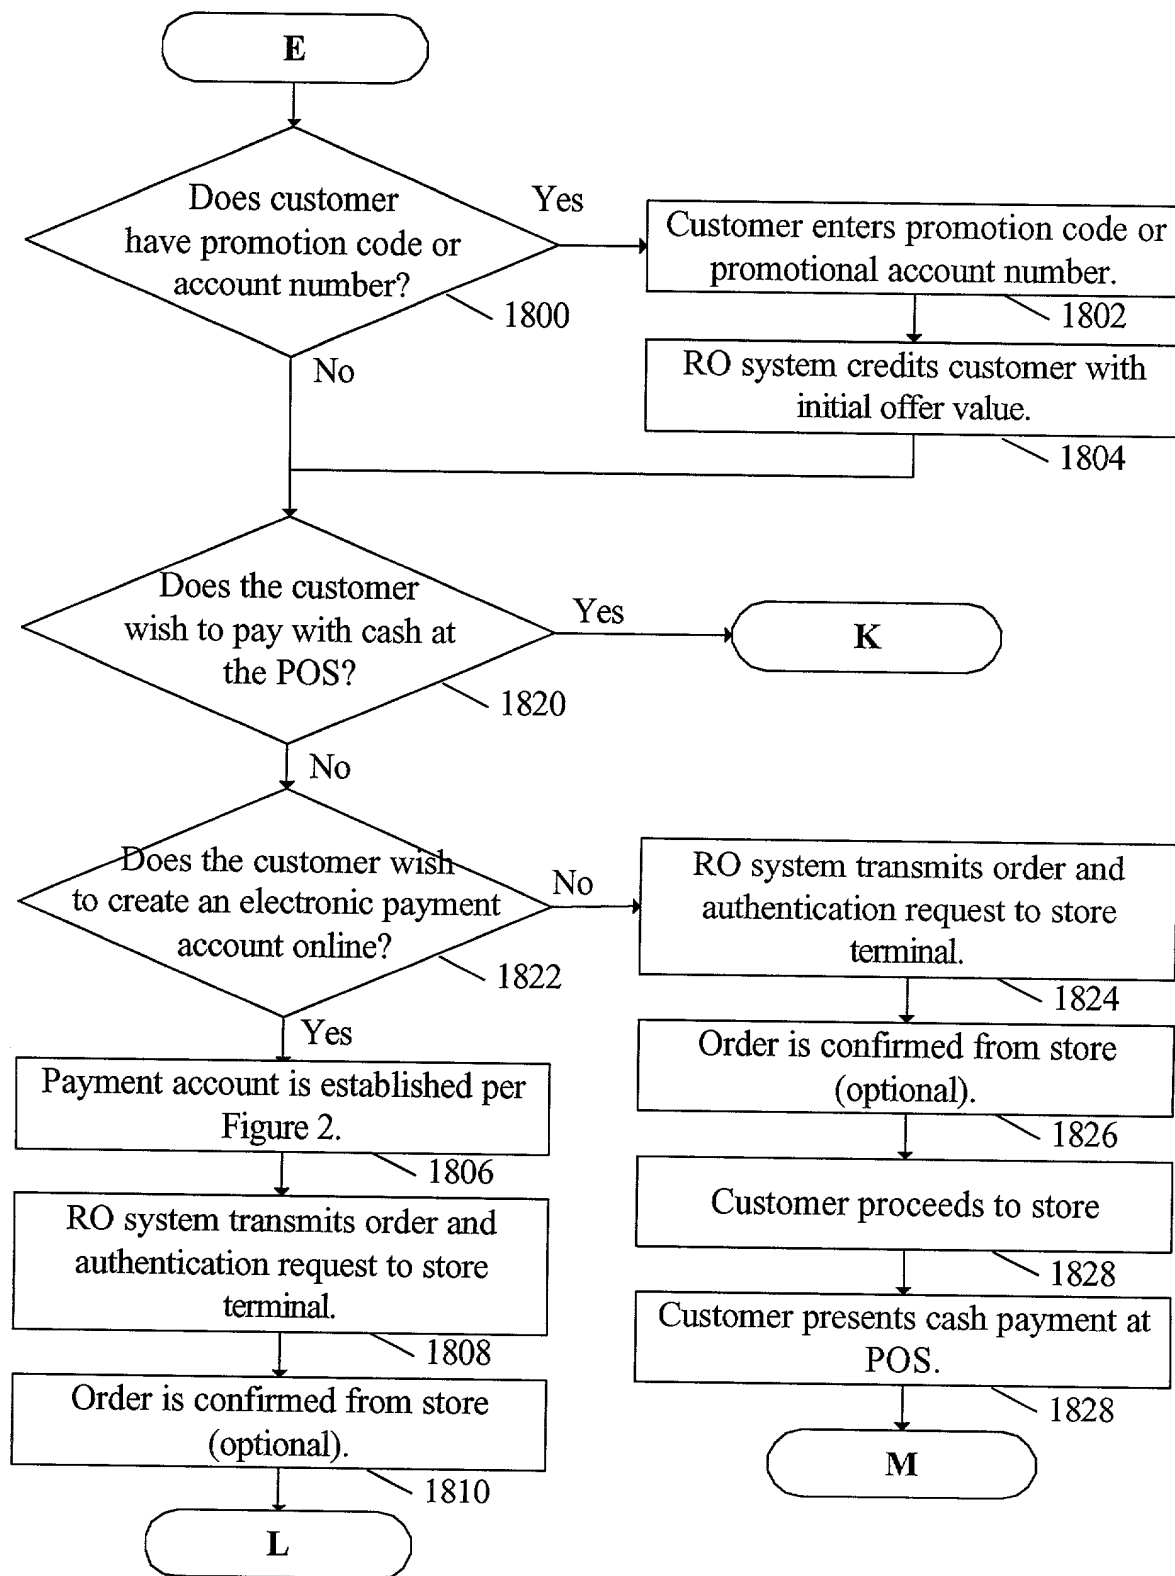 E
Does customer
have promotion code or
account number?
1800
Yes
Customer enters promotion code or
promotional account number.
1802
RO system credits customer with
initial offer value.
1804
No
Does the customer
wish to pay with cash at
the POS?
1820
Yes
K
No
Does the customer wish
to create an electronic payment
account online?
1822
No
RO system transmits order and
authentication request to store
terminal.
1824
Order is confirmed from store
(optional).
1826
Customer proceeds to store
1828
Customer presents cash payment at
POS.
1828
M
Yes
Payment account is established per
Figure 2.
1806
RO system transmits order and
authentication request to store
terminal.
1808
Order is confirmed from store
(optional).
1810
L